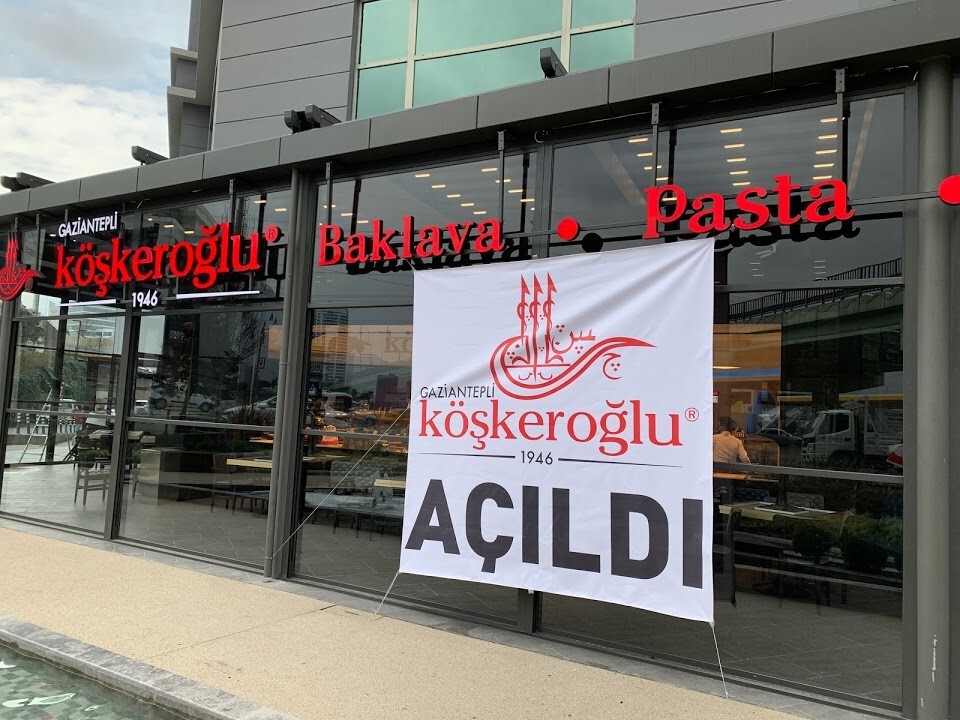 GAZİANTEPLİ
köşkeroğlu®
1946
Baklava • pasta •
GAZİANTEPLİ
köşkeroğlu®
1946
AÇILDI